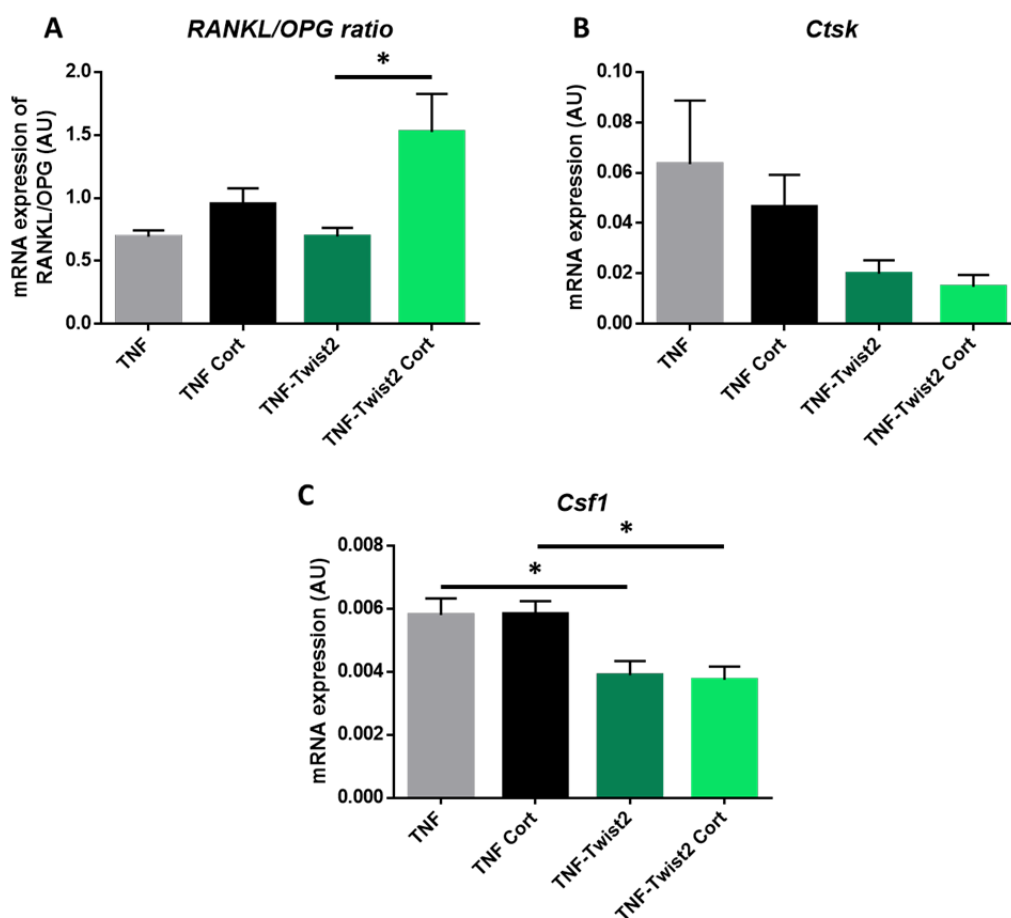 A
RANKL/OPG ratio
mRNA expression of
RANKL/OPG (AU)
2.0
1.5
1.0
0.5
0.0
*
TNF
TNF Cort
TNF-Twist2
TNF-Twist2 Cort
B
Ctsk
mRNA expression (AU)
0.10
0.08
0.06
0.04
0.02
0.00
TNF
TNF Cort
TNF-Twist2
TNF-Twist2 Cort
C
Csf1
mRNA expression (AU)
0.008
0.006
0.004
0.002
0.000
*
*
TNF
TNF Cort
TNF-Twist2
TNF-Twist2 Cort